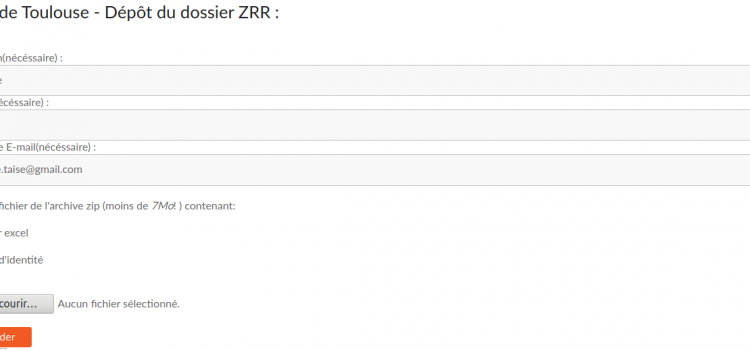 de Toulouse - Dépôt du dossier ZRR :
(nécéssaire) :
e
écéssaire) :
e E-mail(nécéssaire) :
e.taise@gmail.com
fichier de l'archive zip (moins de 7Mo! ) contenant:
r excel
d'identité
courir... Aucun fichier sélectionné.
der